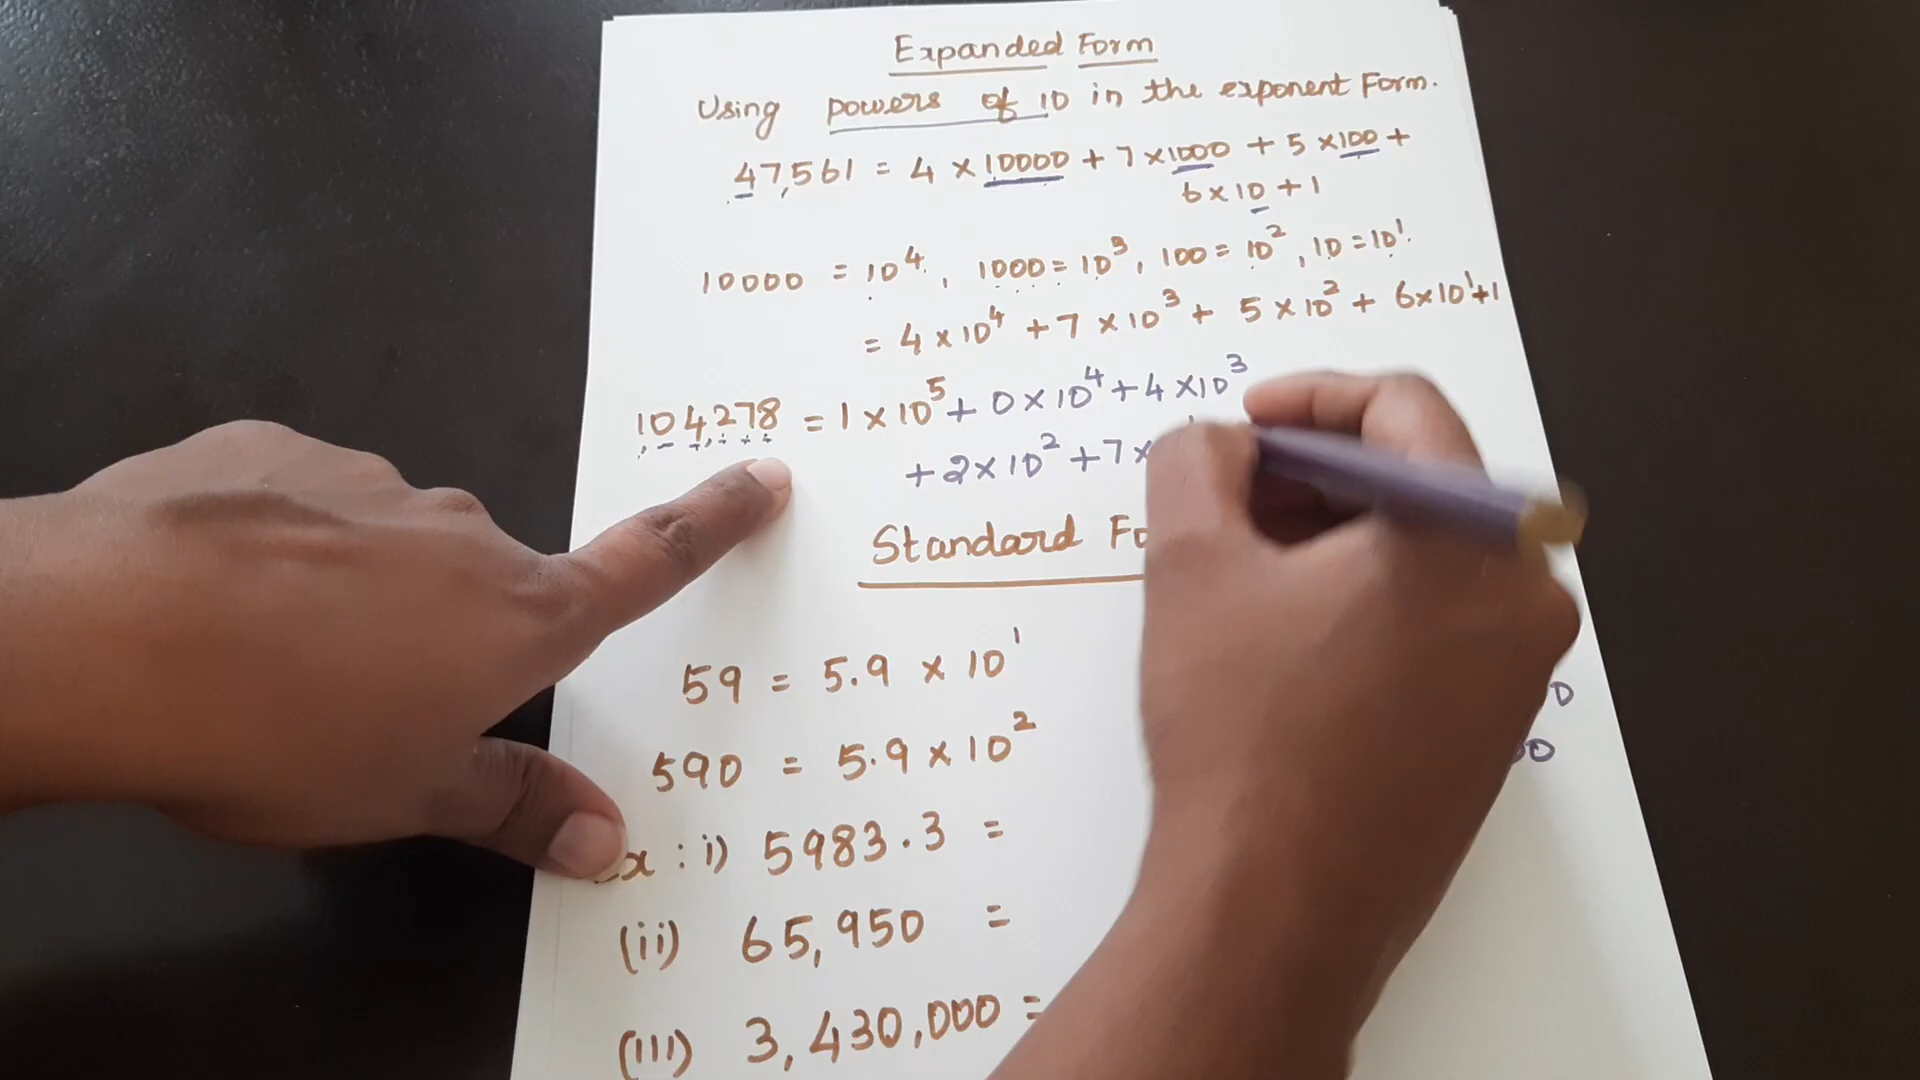 Expanded Form
Using powers of 10 in the exponent Form.
47,561 = 4 × 10000 + 7 × 1000 + 5 × 100 +
6 × 10 + 1
10000 = 10⁴, 1000 = 10³, 100 = 10², 10 = 10¹.
= 4 × 10⁴ + 7 × 10³ + 5 × 10² + 6 × 10¹ + 1
104278 = 1 × 10⁵ + 0 × 10⁴ + 4 × 10³
+ 2 × 10² + 7 ×
Standard
59 = 5.9 × 10¹
590 = 5.9 × 10²
i) 5983.3 =
(ii) 65,950 =
(iii) 3,430,000 =